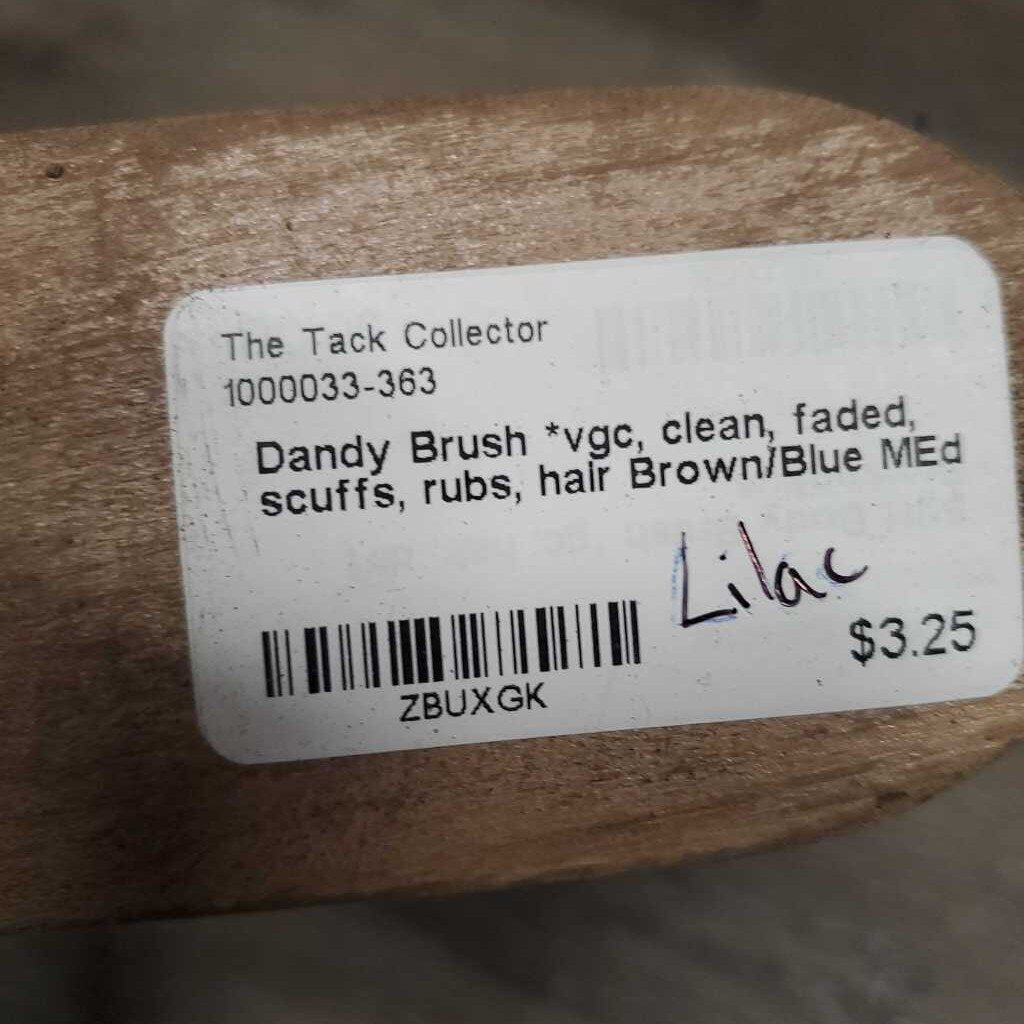 The Tack Collector
1000033-363
Dandy Brush *vgc, clean, faded,
scuffs, rubs, hair Brown/Blue MEd
Lilac
$3.25
ZBUXGK